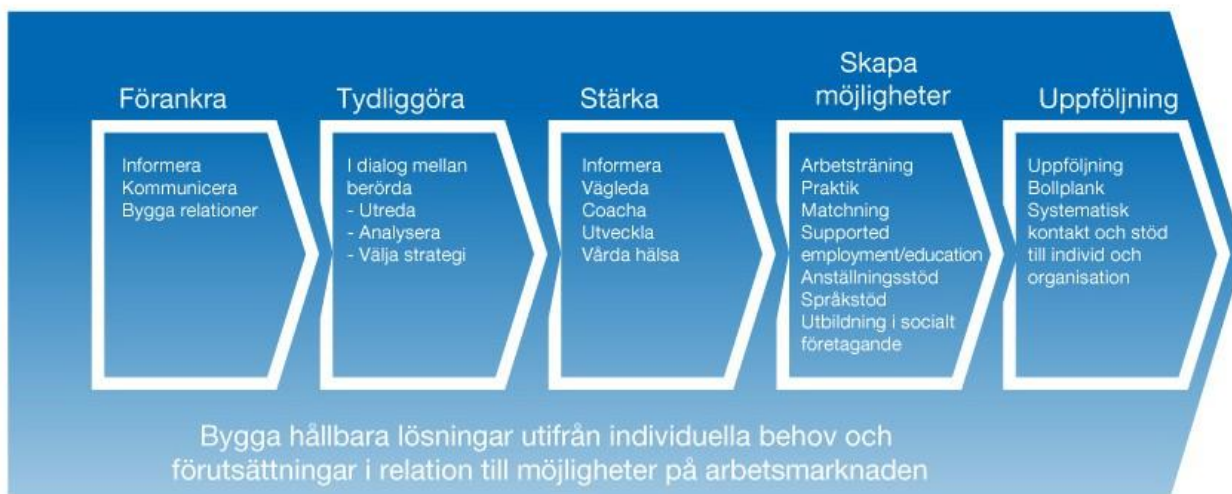 Förankra
Informera
Kommunicera
Bygga relationer
Tydliggöra
I dialog mellan
berörda
- Utreda
- Analysera
- Välja strategi
Stärka
Informera
Vägleda
Coacha
Utveckla
Vårda hälsa
Skapa
möjligheter
Arbetsträning
Praktik
Matchning
Supported
employment/education
Anställningsstöd
Språkstöd
Utbildning i socialt
företagande
Uppföljning
Uppföljning
Bollplank
Systematisk
kontakt och stöd
till individ och
organisation
Bygga hållbara lösningar utifrån individuella behov och
förutsättningar i relation till möjligheter på arbetsmarknaden